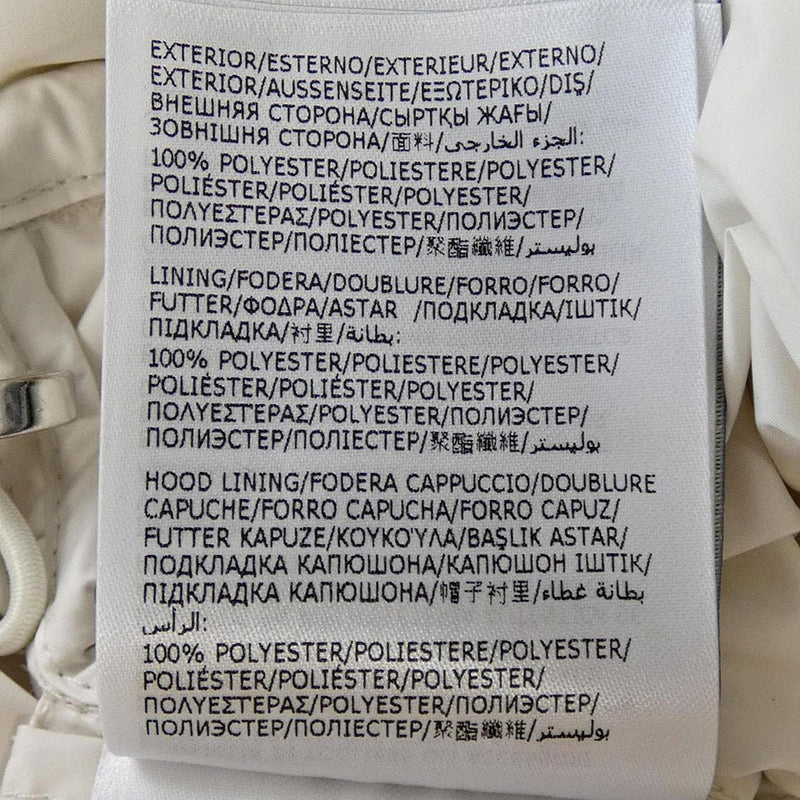 EXTERIOR/ESTERNO/EXTERIEUR/EXTERNO/
EXTERIOR/AUSSENSEITE/ΕΞΩΤΕΡΙΚΟ/DIŞ/
ВНЕШНЯЯ СТОРОНА/СЫРТҚЫ ЖАҒЫ/
ЗОВНІШНЯ СТОРОНА/面料/الجزء الخارجى:
100% POLYESTER/POLIESTERE/POLYESTER/
POLIÉSTER/POLIÉSTER/POLYESTER/
ΠΟΛΥΕΣΤΕΡΑΣ/POLYESTER/ПОЛИЭСТЕР/
ПОЛИЭСТЕР/ПОЛІЕСТЕР/聚酯纖維/بوليستر
LINING/FODERA/DOUBLURE/FORRO/FORRO/
FUTTER/ΦΟΔΡΑ/ASTAR /ПОДКЛАДКА/ІШТІК/
ПІДКЛАДКА/衬里/بطانة:
100% POLYESTER/POLIESTERE/POLYESTER/
POLIÉSTER/POLIÉSTER/POLYESTER/
ΠΟΛΥΕΣΤΕΡΑΣ/POLYESTER/ПОЛИЭСТЕР/
ПОЛИЭСТЕР/ПОЛІЕСТЕР/聚酯纖維/بوليستر
HOOD LINING/FODERA CAPPUCCIO/DOUBLURE
CAPUCHE/FORRO CAPUCHA/FORRO CAPUZ/
FUTTER KAPUZE/ΚΟΥΚΟΎΛΑ/BAŞLIK ASTAR/
ПОДКЛАДКА КАПЮШОНА/КАПЮШОН ІШТІК/
ПІДКЛАДКА КАПЮШОНА/帽子衬里/بطانة غطاء
الرأس:
100% POLYESTER/POLIESTERE/POLYESTER/
POLIÉSTER/POLIÉSTER/POLYESTER/
ΠΟΛΥΕΣΤΕΡΑΣ/POLYESTER/ПОЛИЭСТЕР/
ПОЛИЭСТЕР/ПОЛІЕСТЕР/聚酯纖維/بوليستر